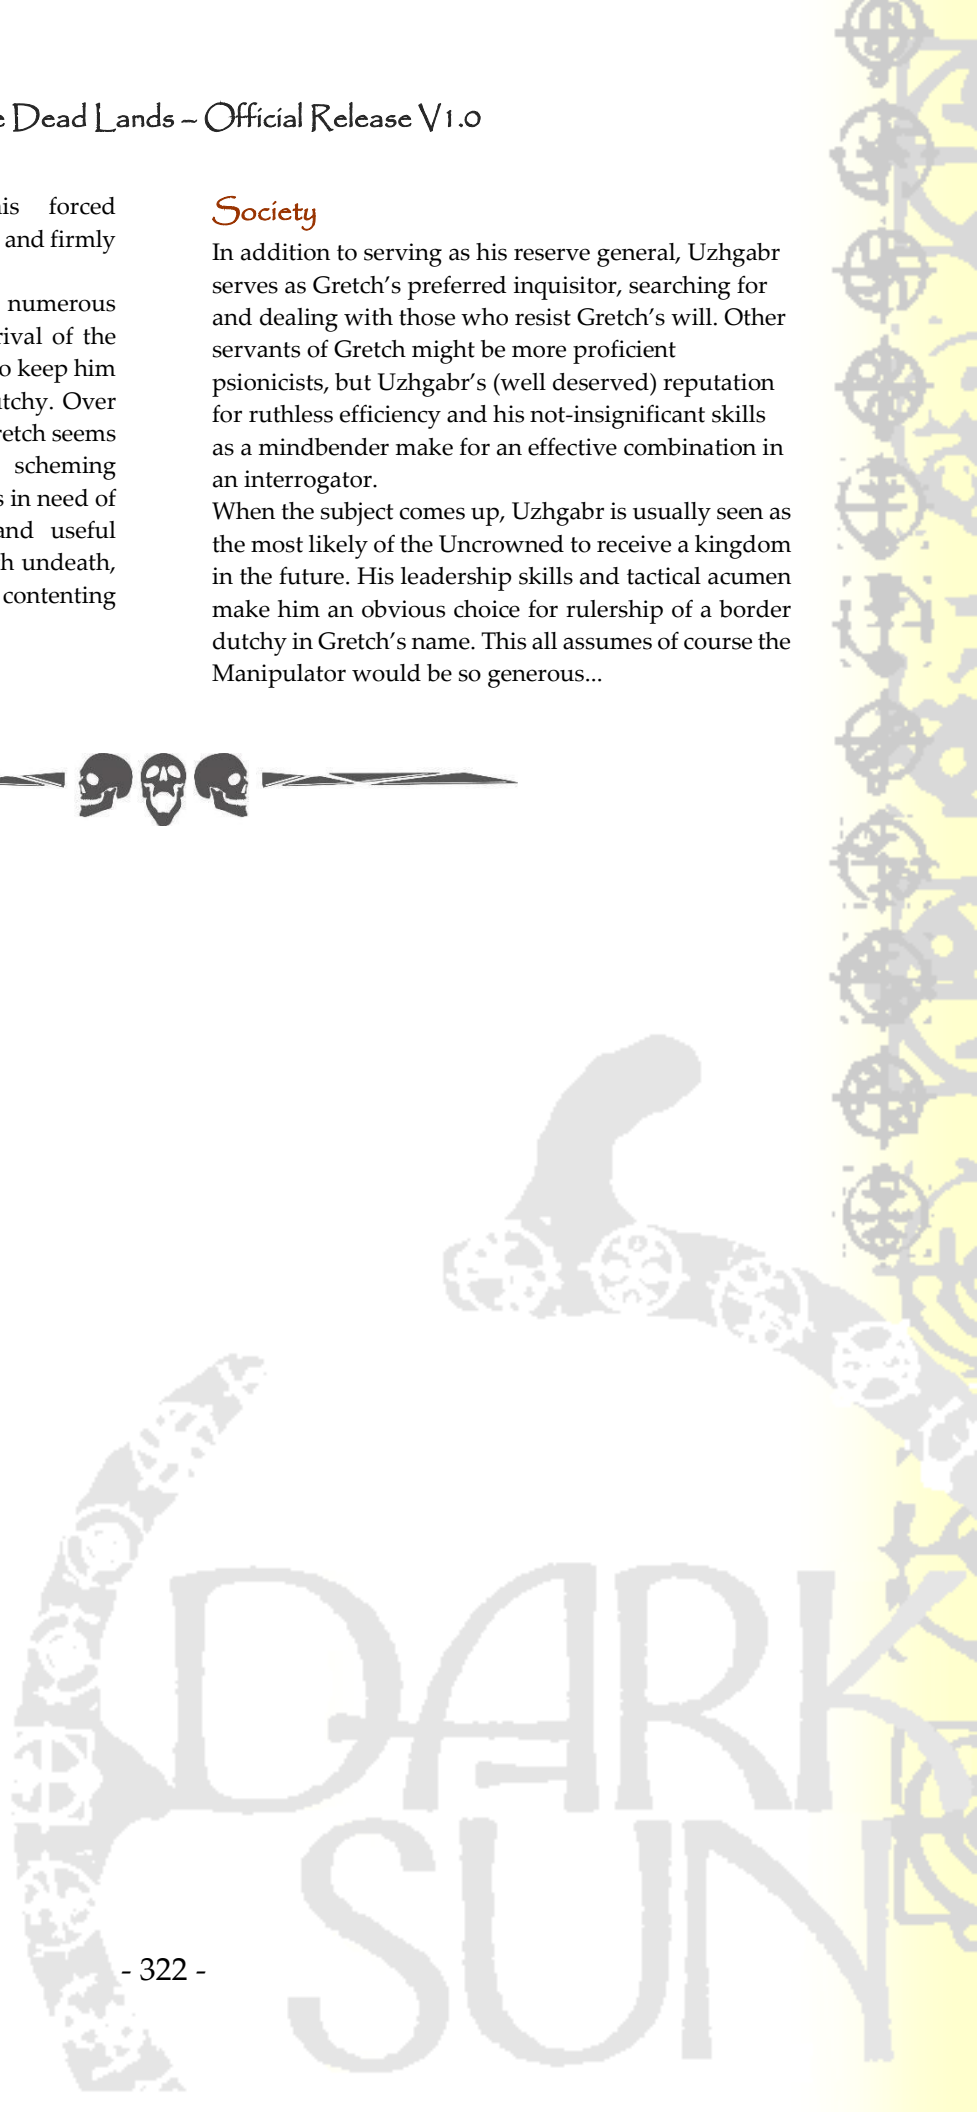 Dead Lands – Official Release V1.0
forced
and firmly
numerous
of the
keep him
Over
seems
scheming
in need of
useful
undeath,
contenting
Society
In addition to serving as his reserve general, Uzhgabr
serves as Gretch’s preferred inquisitor, searching for
and dealing with those who resist Gretch’s will. Other
servants of Gretch might be more proficient
psionicists, but Uzhgabr’s (well deserved) reputation
for ruthless efficiency and his not-insignificant skills
as a mindbender make for an effective combination in
an interrogator.
When the subject comes up, Uzhgabr is usually seen as
the most likely of the Uncrowned to receive a kingdom
in the future. His leadership skills and tactical acumen
make him an obvious choice for rulership of a border
dutchy in Gretch’s name. This all assumes of course the
Manipulator would be so generous...
DARK
SUN
- 322 -